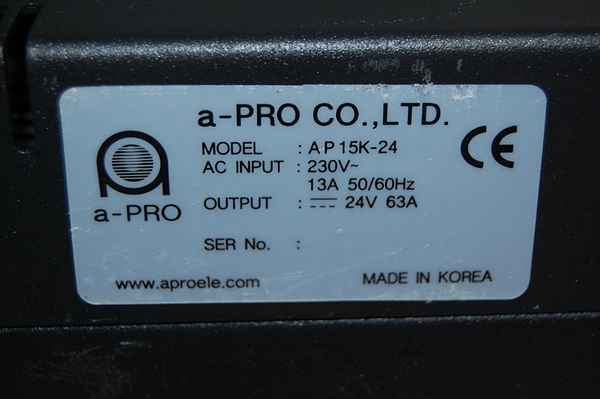 a-PRO CO.,LTD.
MODEL : AP15K-24
AC INPUT : 230V~
13A 50/60Hz
OUTPUT : ⎓ 24V 63A
SER No. :
a-PRO
www.aproele.com
MADE IN KOREA
CE